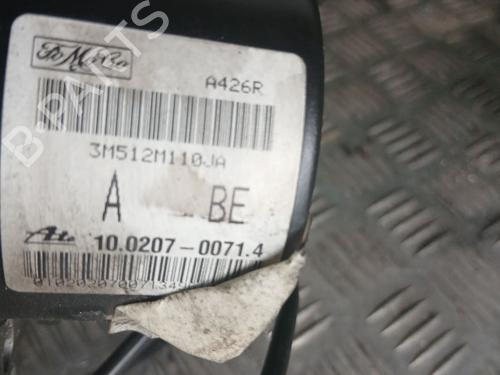 FoMoCo
A426R
3M512M110JA
A BE
Ate 10.0207-0071.4
B-PARTS